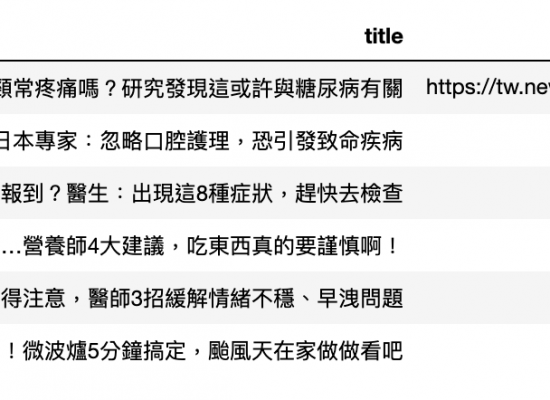 title
頸常疼痛嗎？研究發現這或許與糖尿病有關 https://tw.nev
日本專家：忽略口腔護理，恐引發致命疾病
報到？醫生：出現這8種症狀，趕快去檢查
…營養師4大建議，吃東西真的要謹慎啊！
得注意，醫師3招緩解情緒不穩、早洩問題
！微波爐5分鐘搞定，颱風天在家做做看吧